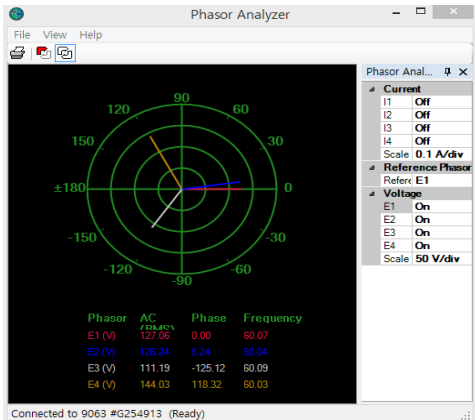 Phasor Analyzer
File View Help
Phasor Anal...
Current
I1 Off
I2 Off
I3 Off
I4 Off
Scale 0.1 A/div
Reference Phasor
Refere E1
Voltage
E1 On
E2 On
E3 On
E4 On
Scale 50 V/div
90
120 60
150 30
±180 0
-150 -30
-120 -60
-90
Phasor AC (RMS) Phase Frequency
E1 (V) 127.06 0.00 60.07
E2 (V) 126.24 5.24
E3 (V) 111.19 -125.12 60.09
E4 (V) 144.03 118.32 60.03
Connected to 9063 #G254913 (Ready)